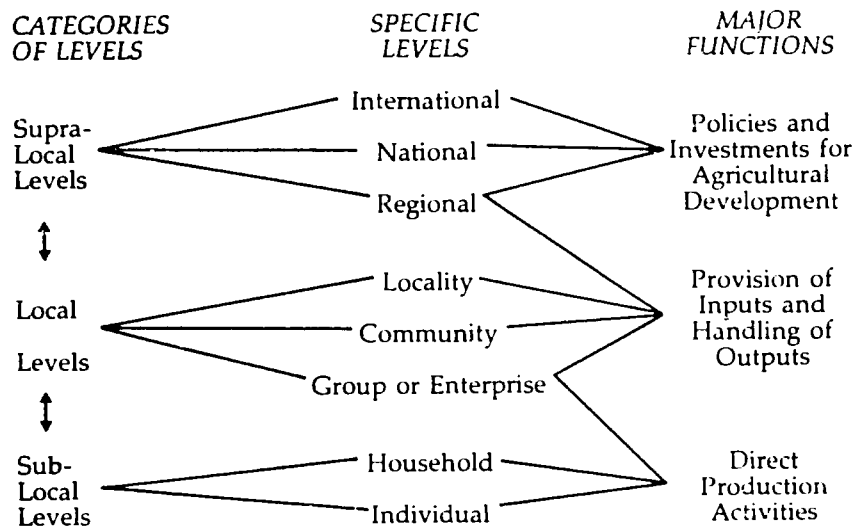 CATEGORIES
OF LEVELS
SPECIFIC
LEVELS
MAJOR
FUNCTIONS
Supra-
Local
Levels
International
National
Regional
Policies and
Investments for
Agricultural
Development
Local
Levels
Locality
Community
Group or Enterprise
Provision of
Inputs and
Handling of
Outputs
Sub-
Local
Levels
Household
Individual
Direct
Production
Activities